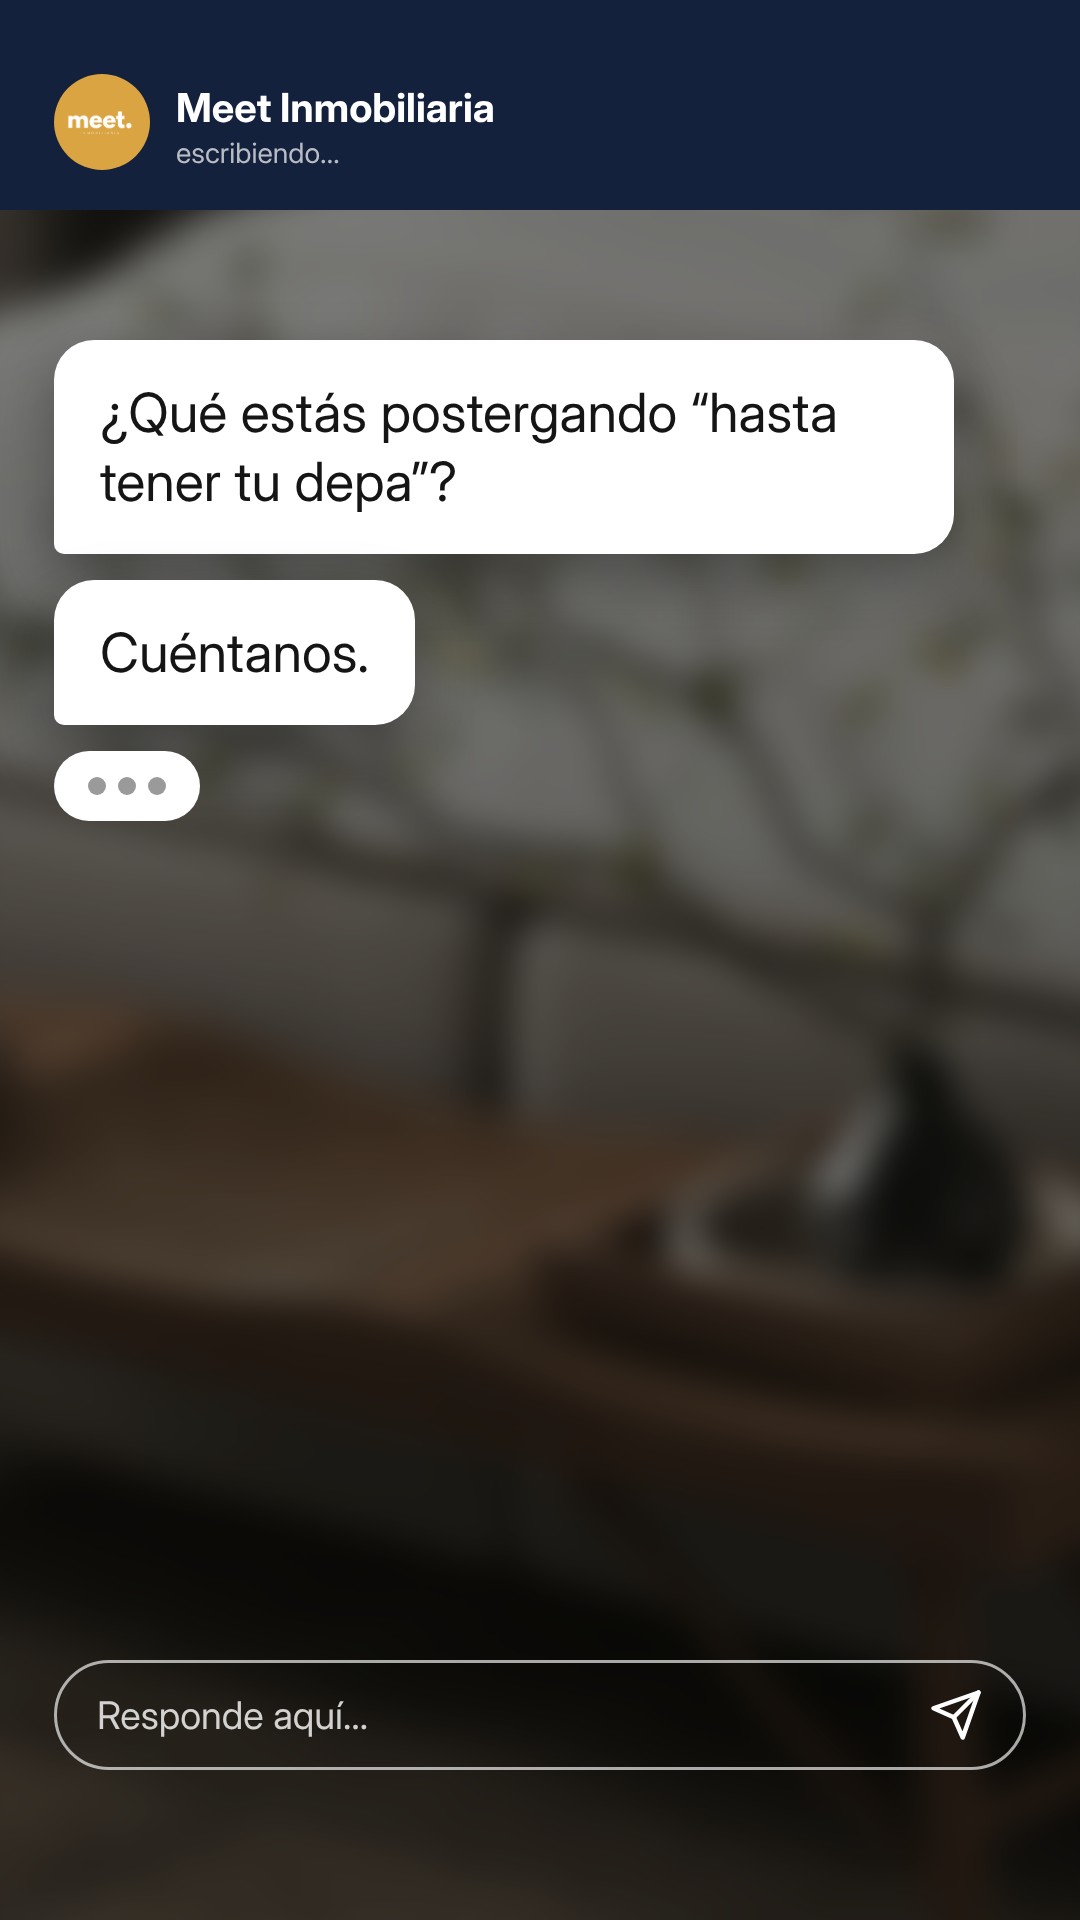 meet.
Meet Inmobiliaria
escribiendo...
¿Qué estás postergando “hasta
tener tu depa”?
Cuéntanos.
Responde aquí...